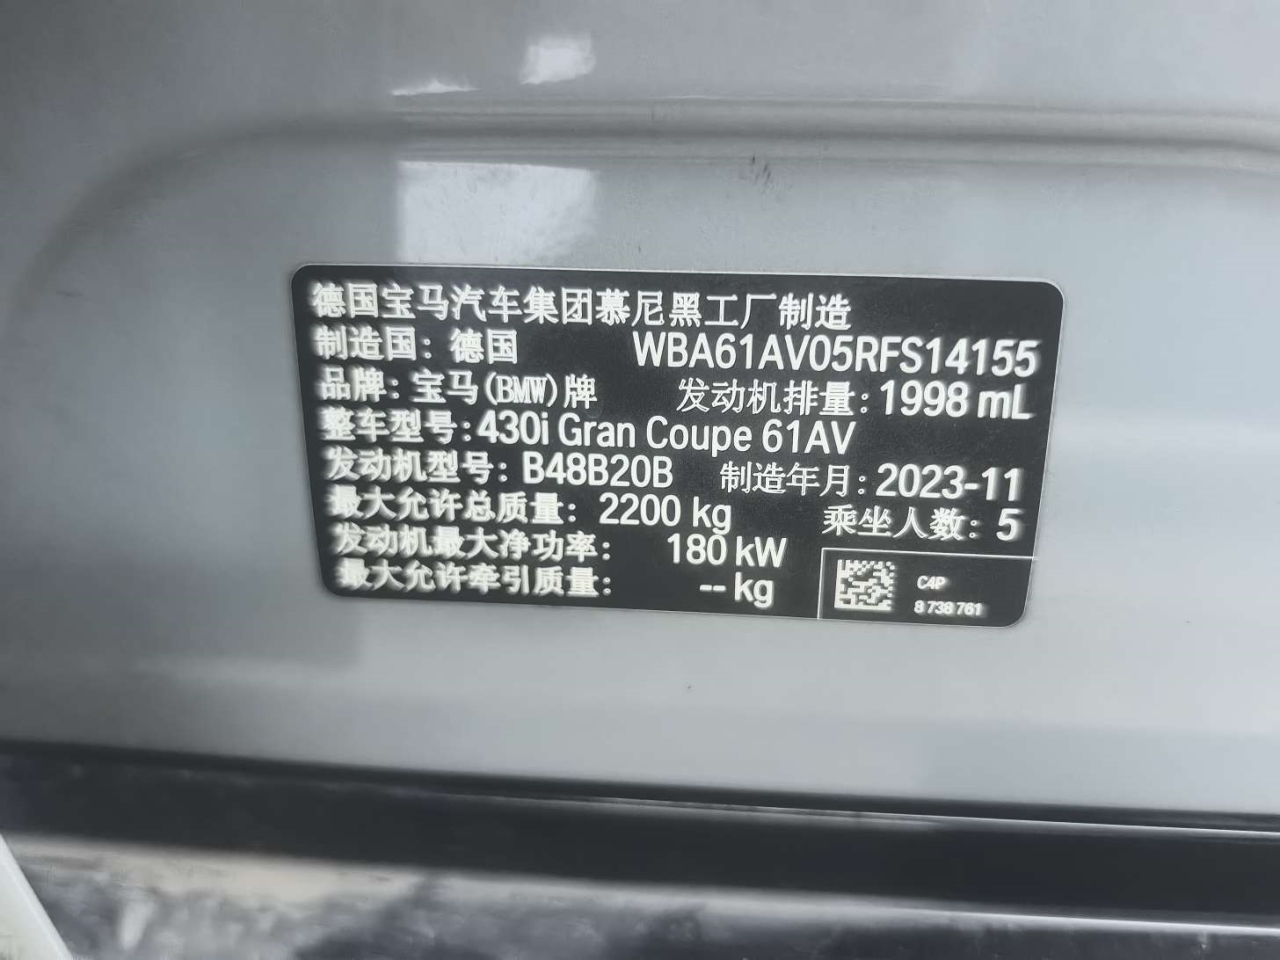 德国宝马汽车集团慕尼黑工厂制造
制造国：德国 WBA61AV05RFS14155
品牌：宝马(BMW)牌 发动机排量：1998 mL
整车型号：430i Gran Coupe 61AV
发动机型号：B48B20B 制造年月：2023-11
最大允许总质量：2200 kg 乘坐人数：5
发动机最大净功率：180 kW
最大允许牵引质量：-- kg
C4P
8 738 761